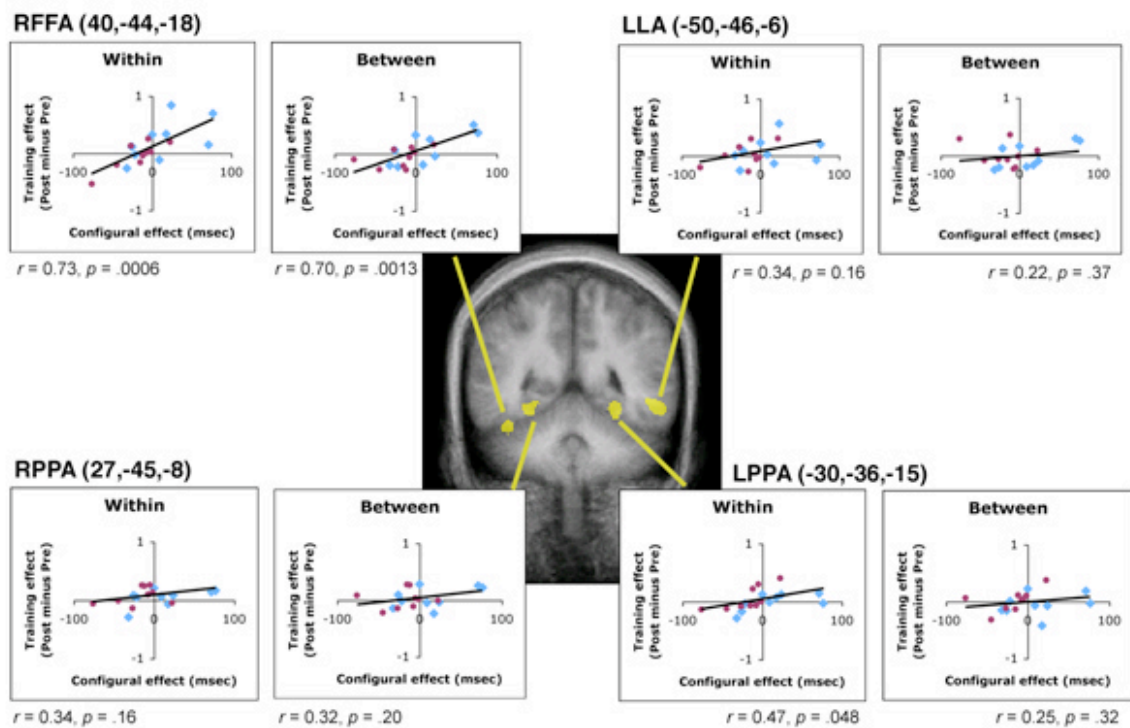 RFFA (40,-44,-18)
Within
1
-100
0
100
-1
Training effect
(Post minus Pre)
Configural effect (msec)
r = 0.73, p = .0006
Between
1
-100
0
100
-1
Training effect
(Post minus Pre)
Configural effect (msec)
r = 0.70, p = .0013
LLA (-50,-46,-6)
Within
1
-100
0
100
-1
Training effect
(Post minus Pre)
Configural effect (msec)
r = 0.34, p = 0.16
Between
1
-100
0
100
-1
Training effect
(Post minus Pre)
Configural effect (msec)
r = 0.22, p = .37
RPPA (27,-45,-8)
Within
1
-100
0
100
-1
Training effect
(Post minus Pre)
Configural effect (msec)
r = 0.34, p = .16
Between
1
-100
0
100
-1
Training effect
(Post minus Pre)
Configural effect (msec)
r = 0.32, p = .20
LPPA (-30,-36,-15)
Within
1
-100
0
100
-1
Training effect
(Post minus Pre)
Configural effect (msec)
r = 0.47, p = .048
Between
1
-100
0
100
-1
Training effect
(Post minus Pre)
Configural effect (msec)
r = 0.25, p = .32